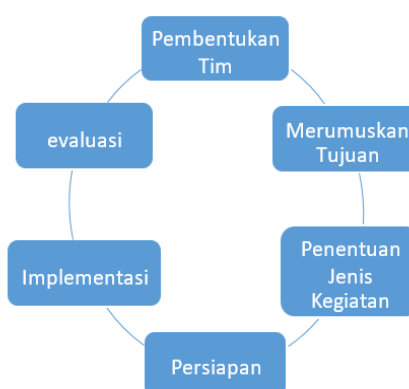 Pembentukan
Tim
Merumuskan
Tujuan
Penentuan
Jenis
Kegiatan
Persiapan
Implementasi
evaluasi